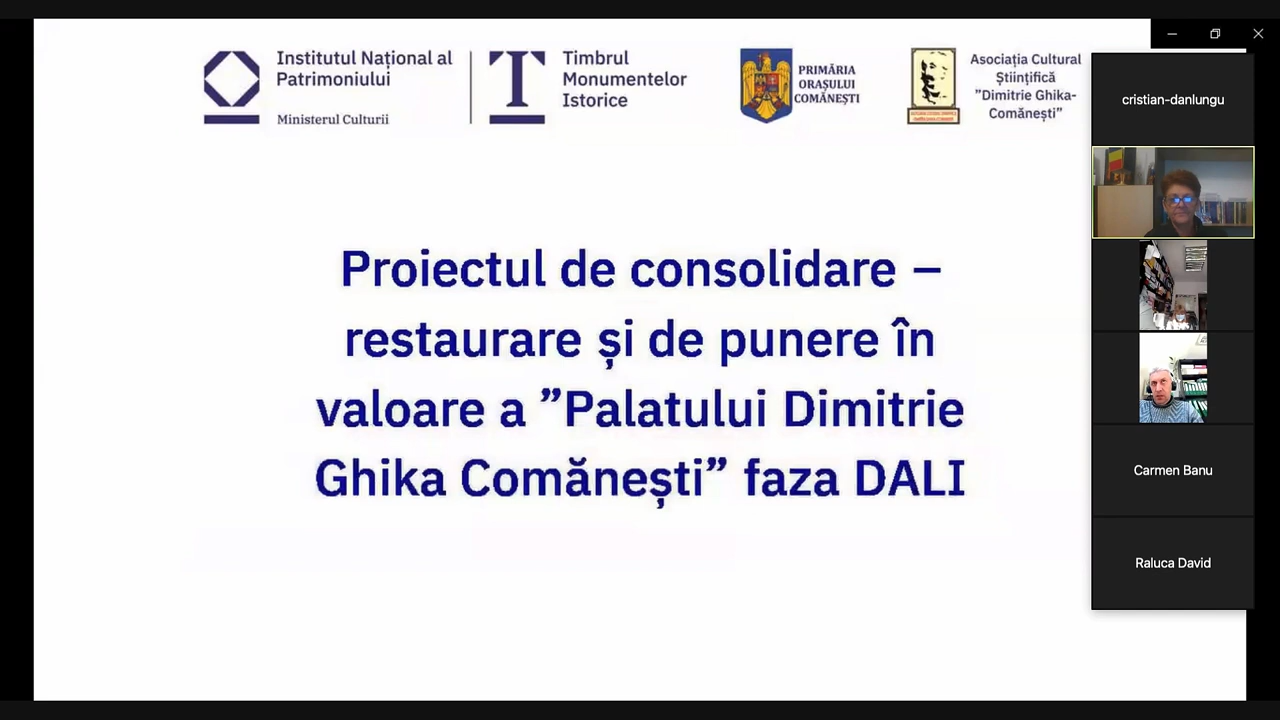 Institutul Național al
Patrimoniului
Ministerul Culturii
Timbrul
Monumentelor
Istorice
PRIMĂRIA
ORAȘULUI
COMĂNEȘTI
Asociația Cultural
Științifică
”Dimitrie Ghika-
Comănești”
Proiectul de consolidare –
restaurare și de punere în
valoare a ”Palatului Dimitrie
Ghika Comănești” faza DALI
cristian-danlungu
Carmen Banu
Raluca David